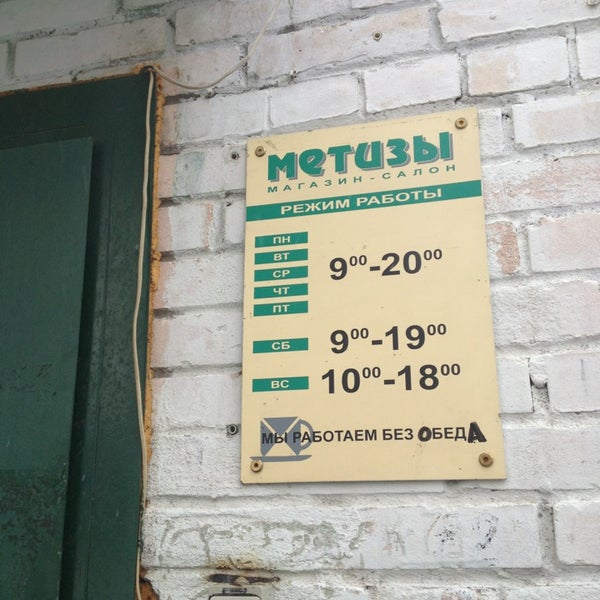 МЕТИЗЫ
МАГАЗИН-САЛОН
РЕЖИМ РАБОТЫ
ПН
ВТ
СР
ЧТ
ПТ
9⁰⁰-20⁰⁰
СБ 9⁰⁰-19⁰⁰
ВС 10⁰⁰-18⁰⁰
МЫ РАБОТАЕМ БЕЗ ОБЕДА